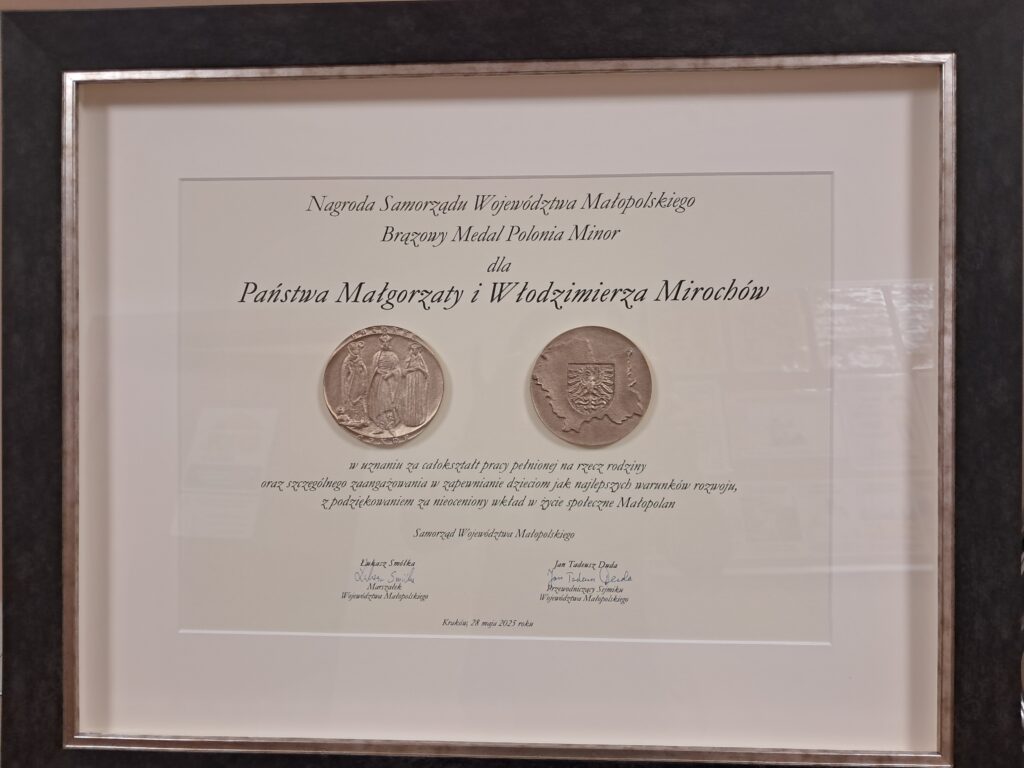 Nagroda Samorządu Województwa Małopolskiego
Brązowy Medal Polonia Minor
dla
Państwa Małgorzaty i Włodzimierza Mirochów
w uznaniu za całokształt pracy pełnionej na rzecz rodziny
oraz szczególnego zaangażowania w zapewnianie dzieciom jak najlepszych warunków rozwoju,
z podziękowaniem za nieoceniony wkład w życie społeczne Małopolan
Samorząd Województwa Małopolskiego
Łukasz Smółka
Marszałek
Województwa Małopolskiego
Jan Tadeusz Duda
Jan Tadeusz Duda
Przewodniczący Sejmiku
Województwa Małopolskiego
Kraków, 28 maja 2025 roku